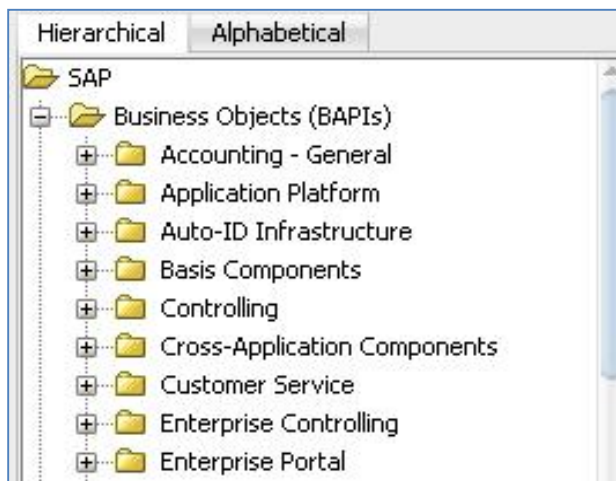 Hierarchical Alphabetical
SAP
Business Objects (BAPIs)
Accounting - General
Application Platform
Auto-ID Infrastructure
Basis Components
Controlling
Cross-Application Components
Customer Service
Enterprise Controlling
Enterprise Portal